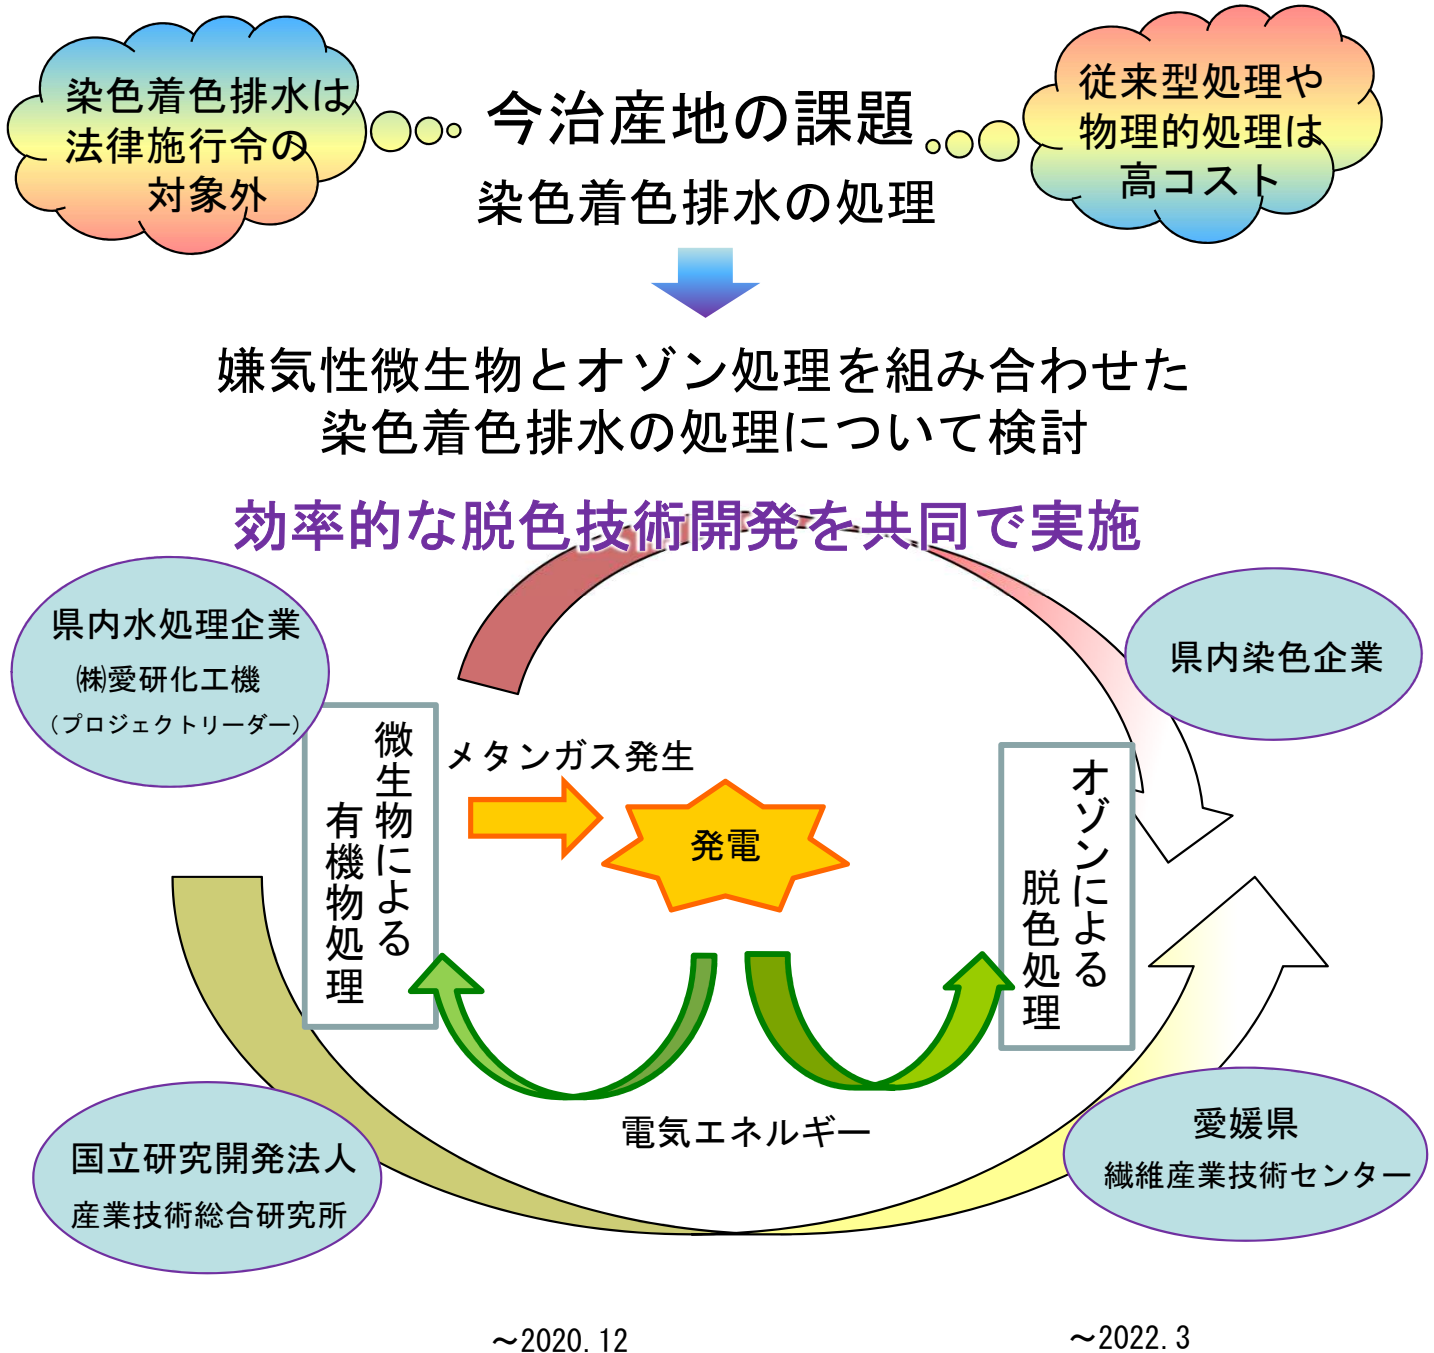 染色着色排水は
法律施行令の
対象外
今治産地の課題
染色着色排水の処理
従来型処理や
物理的処理は
高コスト
嫌気性微生物とオゾン処理を組み合わせた
染色着色排水の処理について検討
効率的な脱色技術開発を共同で実施
県内水処理企業
㈱愛研化工機
(プロジェクトリーダー)
県内染色企業
微生物による
有機物処理
メタンガス発生
発電
オゾンによる
脱色処理
電気エネルギー
国立研究開発法人
産業技術総合研究所
愛媛県
繊維産業技術センター
～2020.12
～2022.3